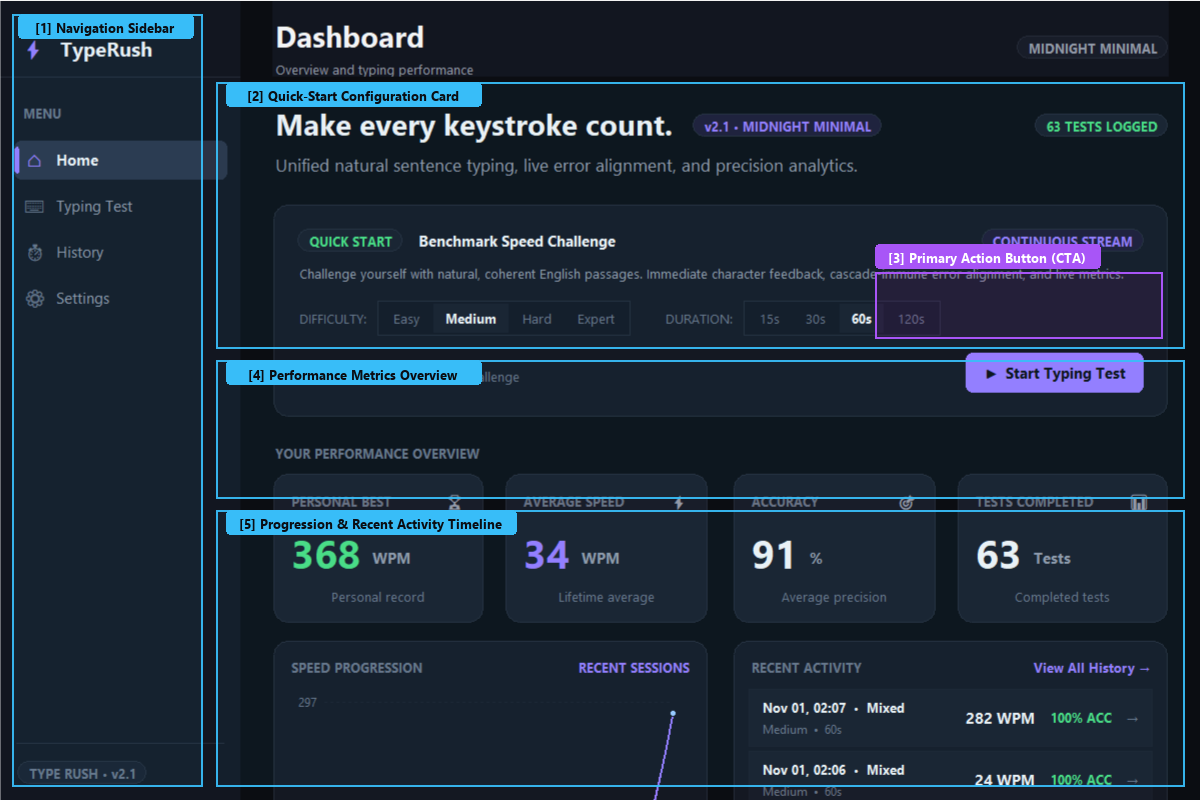 [1] Navigation Sidebar
TypeRush
MENU
Home
Typing Test
History
Settings
TYPE RUSH • v2.1
Dashboard
Overview and typing performance
MIDNIGHT MINIMAL
[2] Quick-Start Configuration Card
Make every keystroke count.
v2.1 • MIDNIGHT MINIMAL
63 TESTS LOGGED
Unified natural sentence typing, live error alignment, and precision analytics.
QUICK START
Benchmark Speed Challenge
CONTINUOUS STREAM
[3] Primary Action Button (CTA)
Challenge yourself with natural, coherent English passages. Immediate character feedback, cascade-immune error alignment, and live metrics.
DIFFICULTY: Easy Medium Hard Expert
DURATION: 15s 30s 60s 120s
[4] Performance Metrics Overview
► Start Typing Test
YOUR PERFORMANCE OVERVIEW
PERSONAL BEST
AVERAGE SPEED
ACCURACY
TESTS COMPLETED
[5] Progression & Recent Activity Timeline
368 WPM
34 WPM
91 %
63 Tests
Personal record
Lifetime average
Average precision
Completed tests
SPEED PROGRESSION
RECENT SESSIONS
297
RECENT ACTIVITY
View All History →
Nov 01, 02:07 • Mixed
Medium • 60s
282 WPM 100% ACC →
Nov 01, 02:06 • Mixed
Medium • 60s
24 WPM 100% ACC →